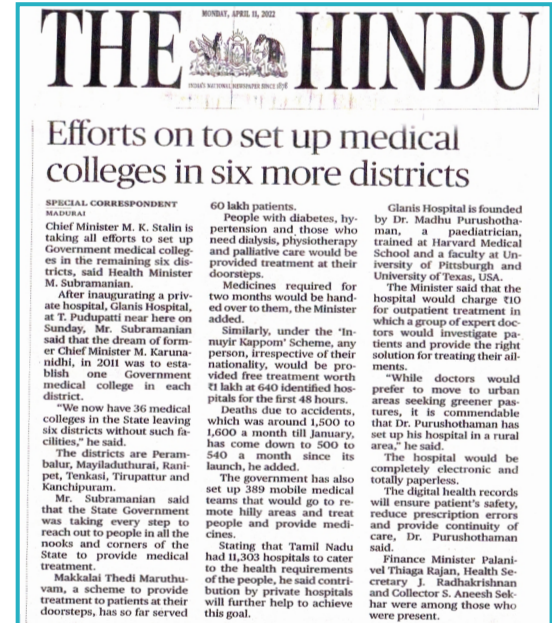 MONDAY, APRIL 11, 2022
THE HINDU
INDIA'S NATIONAL NEWSPAPER SINCE 1878
Efforts on to set up medical
colleges in six more districts
SPECIAL CORRESPONDENT
MADURAI
Chief Minister M. K. Stalin is
taking all efforts to set up
Government medical colleg-
es in the remaining six dis-
tricts, said Health Minister
M. Subramanian.
After inaugurating a priv-
ate hospital, Glanis Hospital,
at T. Pudupatti near here on
Sunday, Mr. Subramanian
said that the dream of form-
er Chief Minister M. Karuna-
nidhi, in 2011 was to esta-
blish one Government
medical college in each
district.
"We now have 36 medical
colleges in the State leaving
six districts without such fa-
cilities," he said.
The districts are Peram-
balur, Mayiladuthurai, Rani-
pet, Tenkasi, Tirupattur and
Kanchipuram.
Mr. Subramanian said
that the State Government
was taking every step to
reach out to people in all the
nooks and corners of the
State to provide medical
treatment.
Makkalai Thedi Maruthu-
vam, a scheme to provide
treatment to patients at their
doorsteps, has so far served
60 lakh patients.
People with diabetes, hy-
pertension and those who
need dialysis, physiotherapy
and palliative care would be
provided treatment at their
doorsteps.
Medicines required for
two months would be hand-
ed over to them, the Minister
added.
Similarly, under the 'In-
nuyir Kappom' Scheme, any
person, irrespective of their
nationality, would be pro-
vided free treatment worth
₹1 lakh at 640 identified hos-
pitals for the first 48 hours.
Deaths due to accidents,
which was around 1,500 to
1,600 a month till January,
has come down to 500 to
540 a month since its
launch, he added.
The government has also
set up 389 mobile medical
teams that would go to re-
mote hilly areas and treat
people and provide medi-
cines.
Stating that Tamil Nadu
had 11,303 hospitals to cater
to the health requirements
of the people, he said contri-
bution by private hospitals
will further help to achieve
this goal.
Glanis Hospital is founded
by Dr. Madhu Purushotha-
man, a paediatrician,
trained at Harvard Medical
School and a faculty at Un-
iversity of Pittsburgh and
University of Texas, USA.
The Minister said that the
hospital would charge ₹10
for outpatient treatment in
which a group of expert doc-
tors would investigate pa-
tients and provide the right
solution for treating their ail-
ments.
"While doctors would
prefer to move to urban
areas seeking greener pas-
tures, it is commendable
that Dr. Purushothaman has
set up his hospital in a rural
area," he said.
The hospital would be
completely electronic and
totally paperless.
The digital health records
will ensure patient's safety,
reduce prescription errors
and provide continuity of
care, Dr. Purushothaman
said.
Finance Minister Palani-
vel Thiaga Rajan, Health Se-
cretary J. Radhakrishnan
and Collector S. Aneesh Sek-
har were among those who
were present.